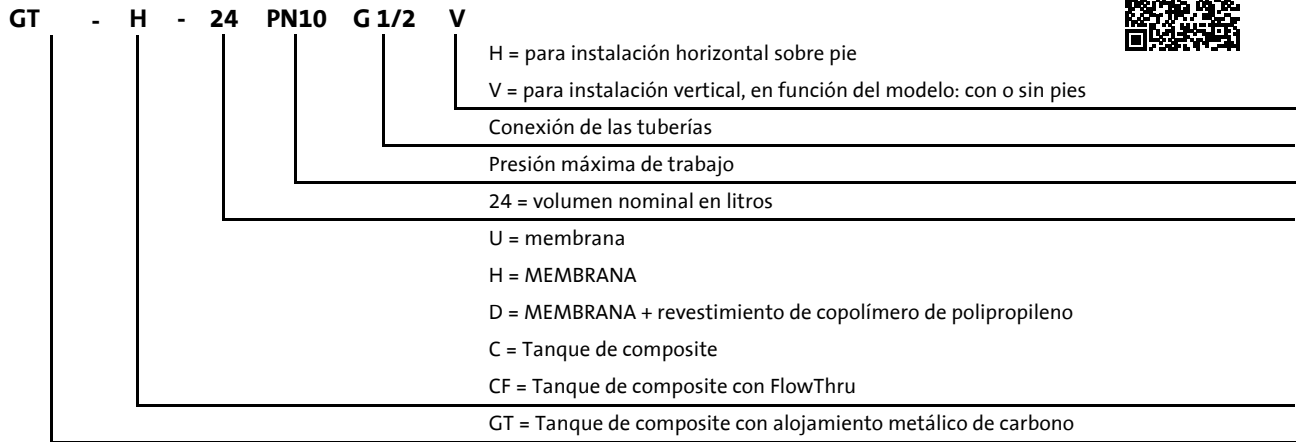 GT - H - 24 PN10 G 1/2 V
H = para instalación horizontal sobre pie
V = para instalación vertical, en función del modelo: con o sin pies
Conexión de las tuberías
Presión máxima de trabajo
24 = volumen nominal en litros
U = membrana
H = MEMBRANA
D = MEMBRANA + revestimiento de copolímero de polipropileno
C = Tanque de composite
CF = Tanque de composite con FlowThru
GT = Tanque de composite con alojamiento metálico de carbono